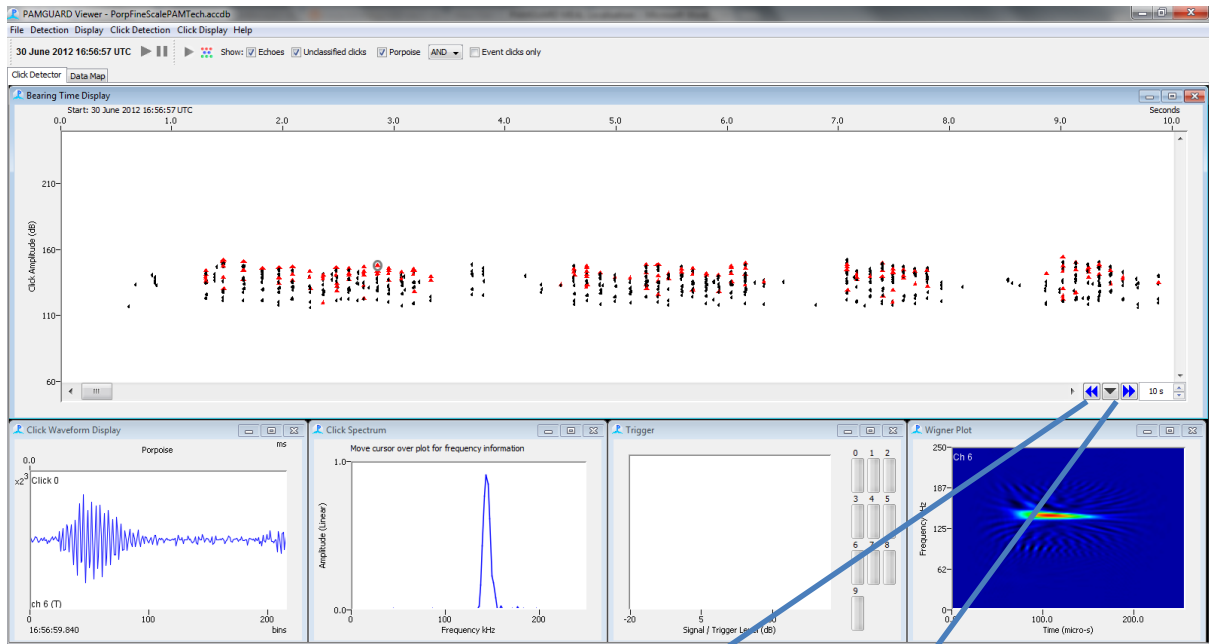 PAMGUARD Viewer - PorpFineScalePAMTech.accdb
File Detection Display Click Detection Click Display Help
30 June 2012 16:56:57 UTC Show: Echoes Unclassified clicks Porpoise AND Event clicks only
Click Detector Data Map
Bearing Time Display
Start: 30 June 2012 16:56:57 UTC Seconds
0.0 1.0 2.0 3.0 4.0 5.0 6.0 7.0 8.0 9.0 10.0
210
160
110
60
Click Amplitude (dB)
10 s
Click Waveform Display
Porpoise
ms
0.0
x2³
Click 0
ch 6 (T)
0 100 200
16:56:59.840 bins
Click Spectrum
Move cursor over plot for frequency information
1.0
Amplitude (Linear)
0.0
0 100 200
Frequency kHz
Trigger
0 1 2
3 4 5
6 7 8
9
-20 5
Signal / Trigger Level (dB)
Wigner Plot
250
Ch 6
187
125
62
0
Frequency kHz
0.0 100.0 200.0
Time (micro-s)